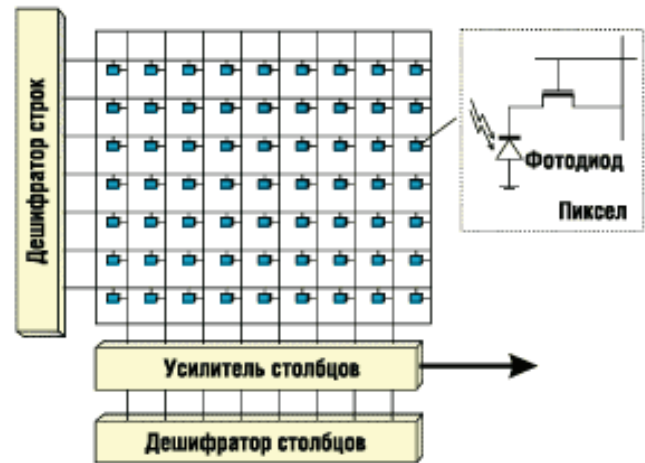 Дешифратор строк
Фотодиод
Пиксел
Усилитель столбцов
Дешифратор столбцов